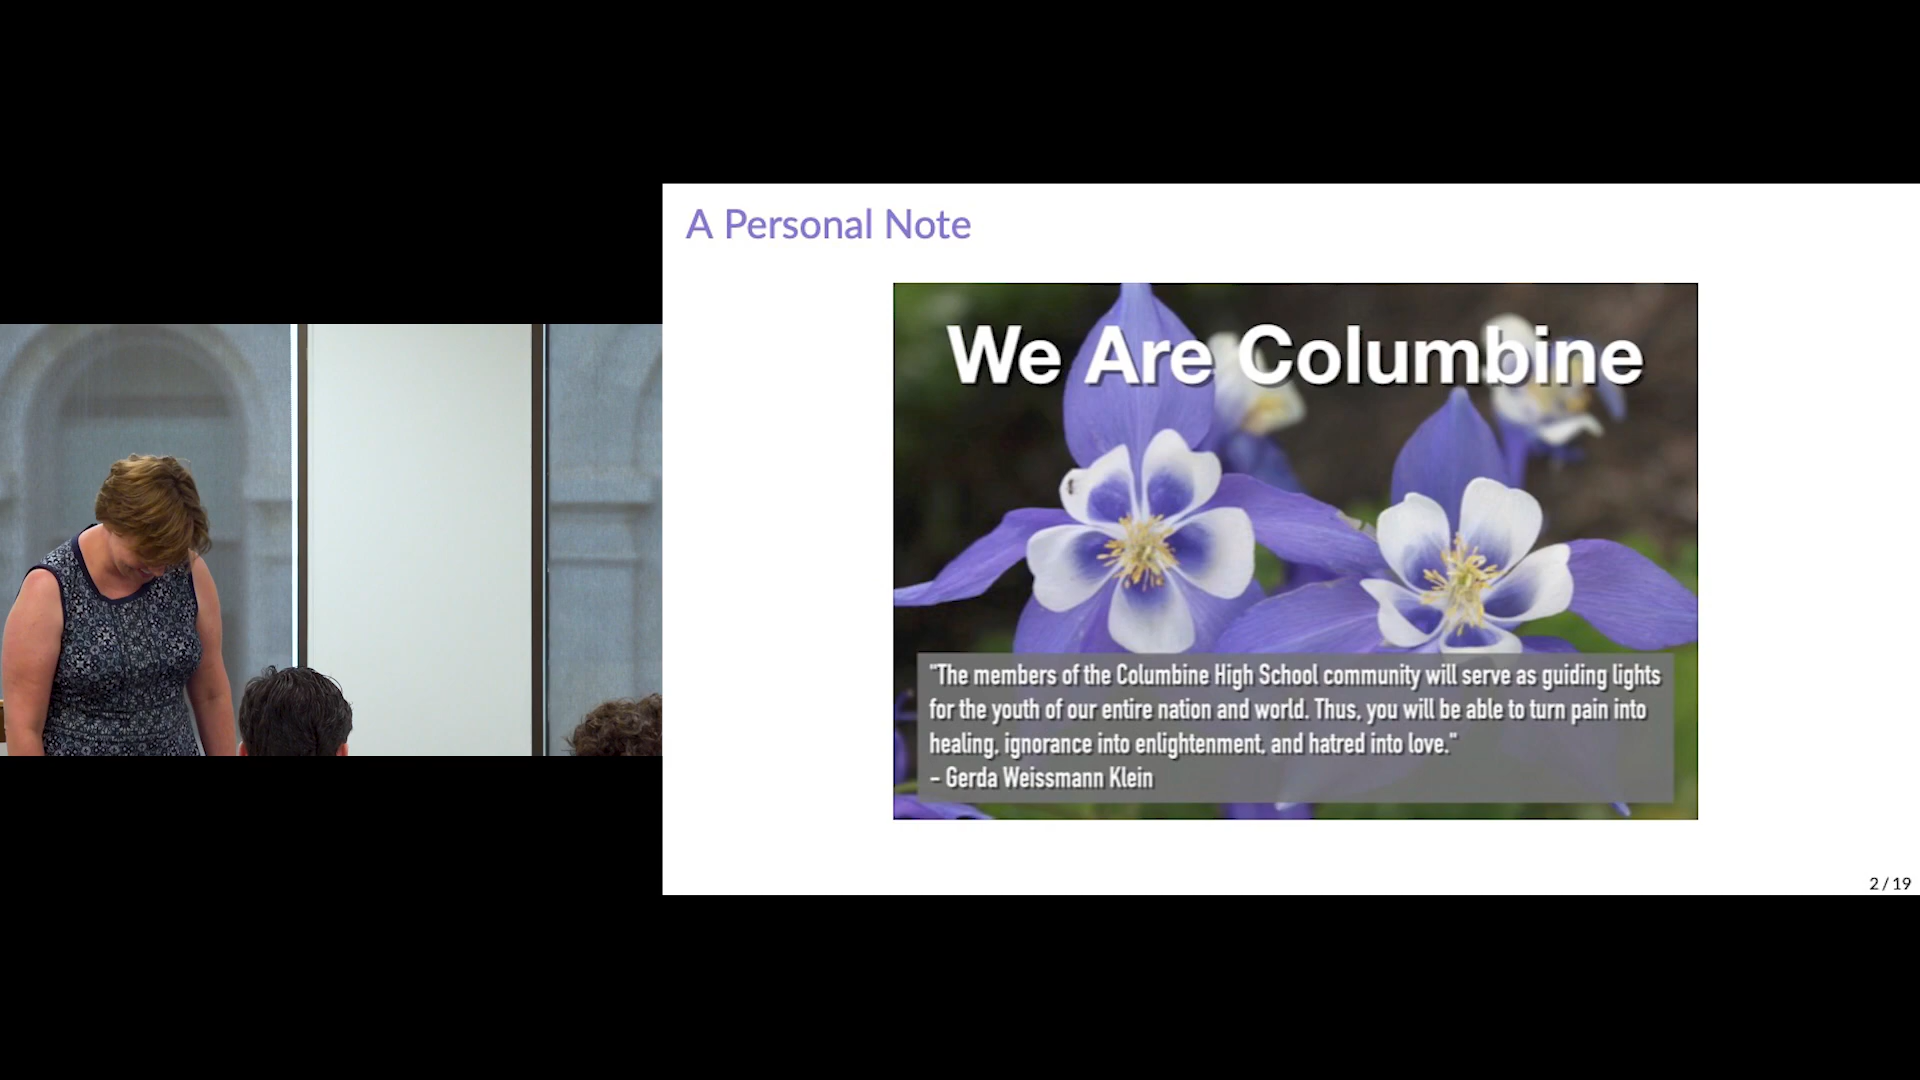 A Personal Note
We Are Columbine
"The members of the Columbine High School community will serve as guiding lights
for the youth of our entire nation and world. Thus, you will be able to turn pain into
healing, ignorance into enlightenment, and hatred into love."
– Gerda Weissmann Klein
2 / 19